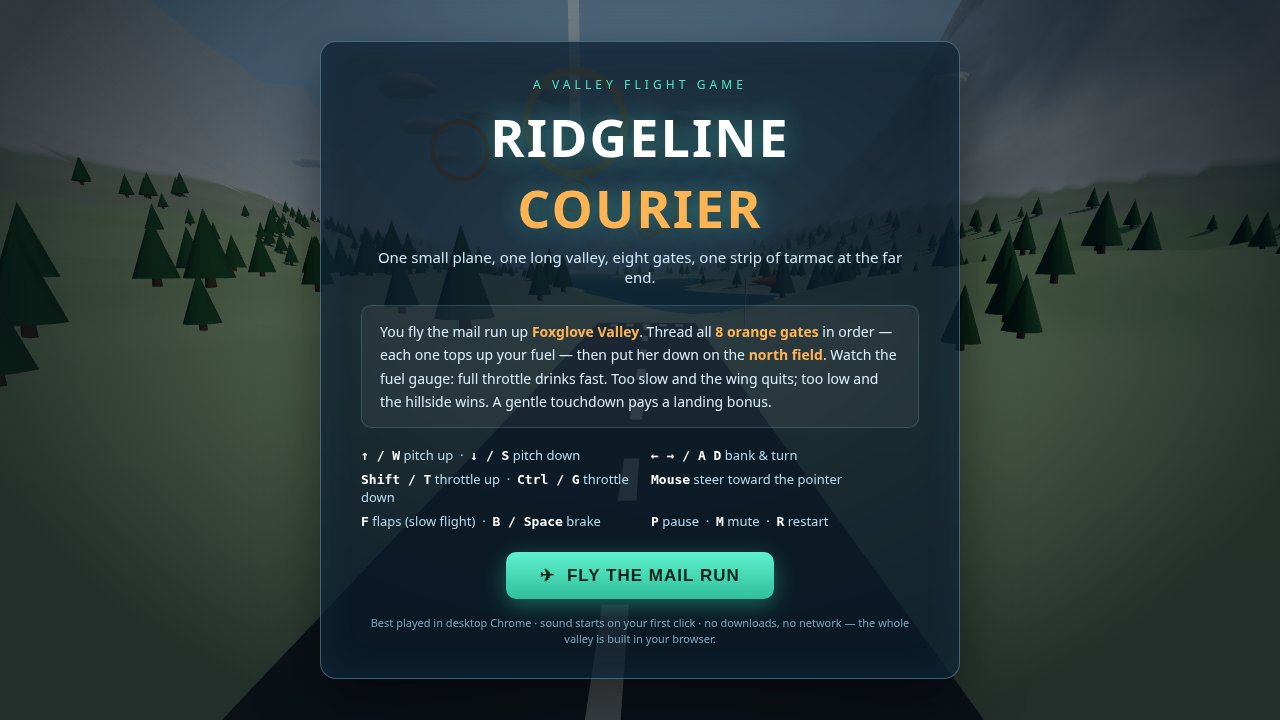 A VALLEY FLIGHT GAME
RIDGELINE
COURIER
One small plane, one long valley, eight gates, one strip of tarmac at the far
end.
You fly the mail run up Foxglove Valley. Thread all 8 orange gates in order —
each one tops up your fuel — then put her down on the north field. Watch the
fuel gauge: full throttle drinks fast. Too slow and the wing quits; too low and
the hillside wins. A gentle touchdown pays a landing bonus.
↑ / W pitch up · ↓ / S pitch down
← → / A D bank & turn
Shift / T throttle up · Ctrl / G throttle
down
Mouse steer toward the pointer
F flaps (slow flight) · B / Space brake
P pause · M mute · R restart
✈ FLY THE MAIL RUN
Best played in desktop Chrome · sound starts on your first click · no downloads, no network — the whole
valley is built in your browser.